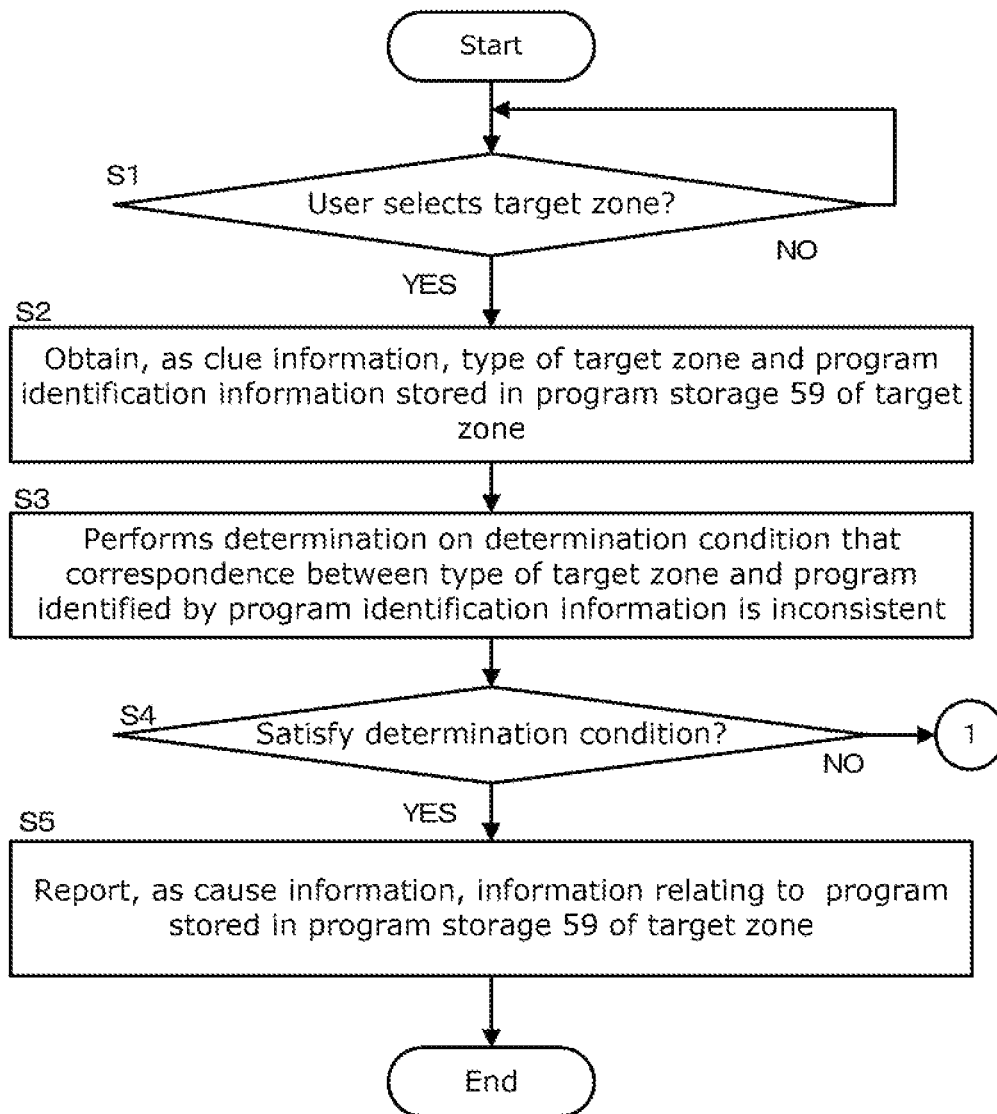 Start
S1
User selects target zone?
NO
YES
S2
Obtain, as clue information, type of target zone and program
identification information stored in program storage 59 of target
zone
S3
Performs determination on determination condition that
correspondence between type of target zone and program
identified by program identification information is inconsistent
S4
Satisfy determination condition?
1
NO
YES
S5
Report, as cause information, information relating to program
stored in program storage 59 of target zone
End